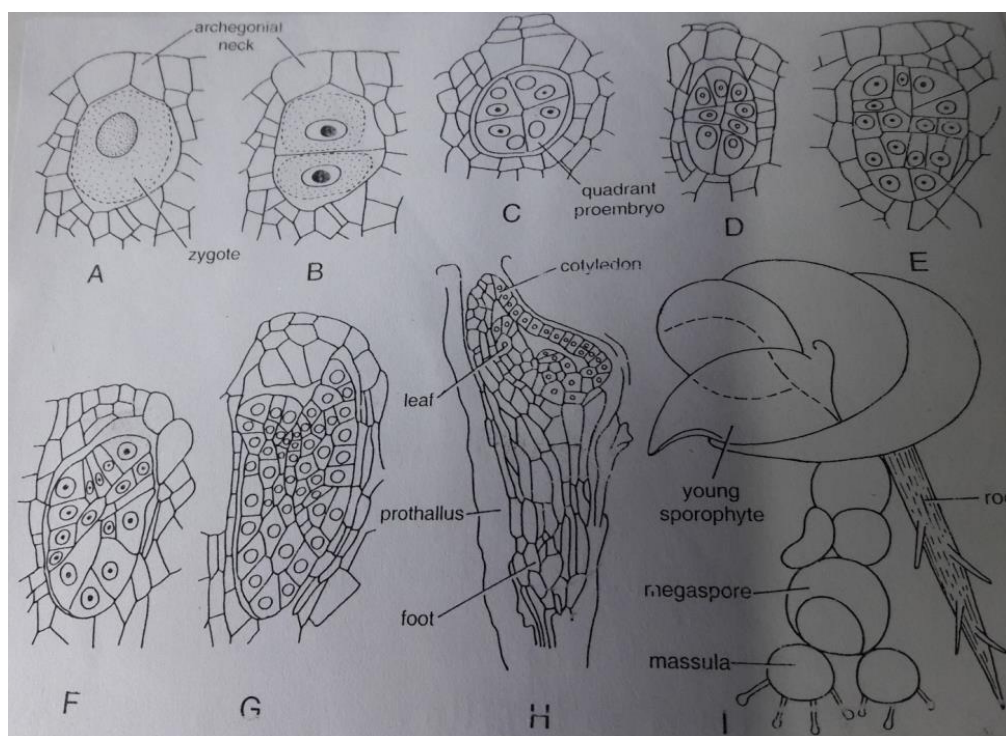 archegonial
neck
zygote
A
B
quadrant
proembryo
C
D
E
F
G
cotyledon
leaf
prothallus
foot
H
young
sporophyte
megaspore
massula
I